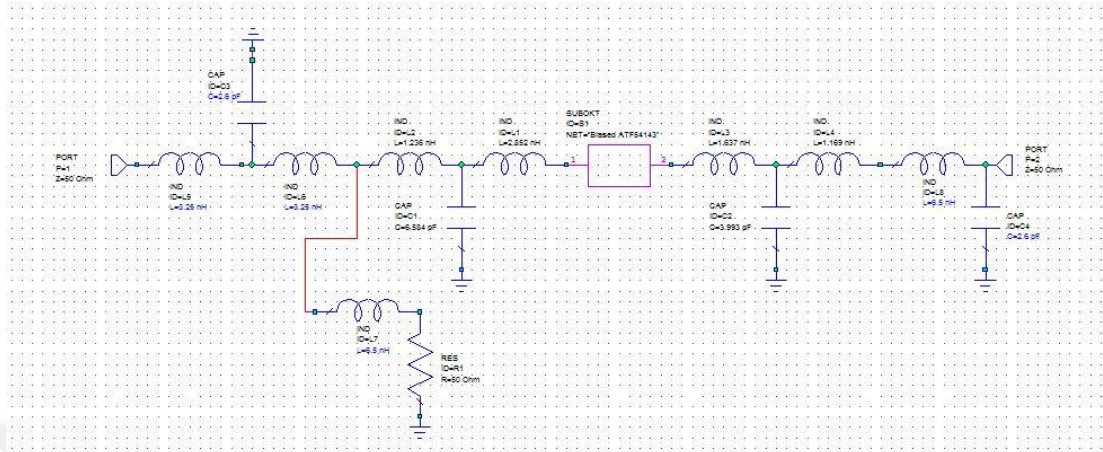 CAP
ID=C3
C=2.6 pF
PORT
P=1
Z=50 Ohm
IND
ID=L5
L=3.25 nH
IND
ID=L6
L=3.25 nH
IND
ID=L2
L=1.236 nH
IND
ID=L1
L=2.852 nH
CAP
ID=C1
C=6.584 pF
SUBCKT
ID=S1
NET="Biased ATF54143"
1
2
IND
ID=L3
L=1.637 nH
IND
ID=L4
L=1.169 nH
CAP
ID=C2
C=3.993 pF
IND
ID=L8
L=6.5 nH
PORT
P=2
Z=50 Ohm
CAP
ID=C4
C=2.6 pF
IND
ID=L7
L=6.5 nH
RES
ID=R1
R=50 Ohm